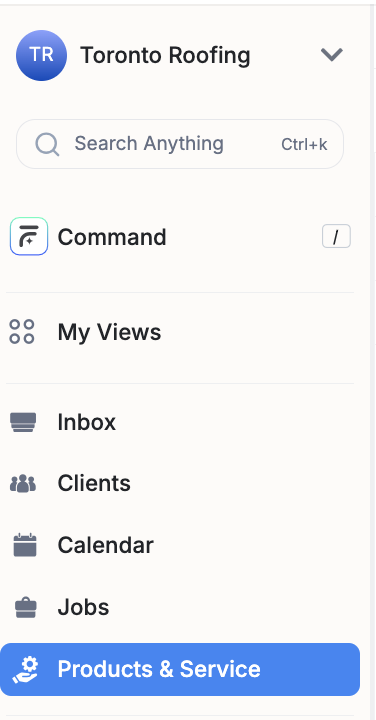 TR
Toronto Roofing
Search Anything Ctrl+k
Command /
My Views
Inbox
Clients
Calendar
Jobs
Products & Service